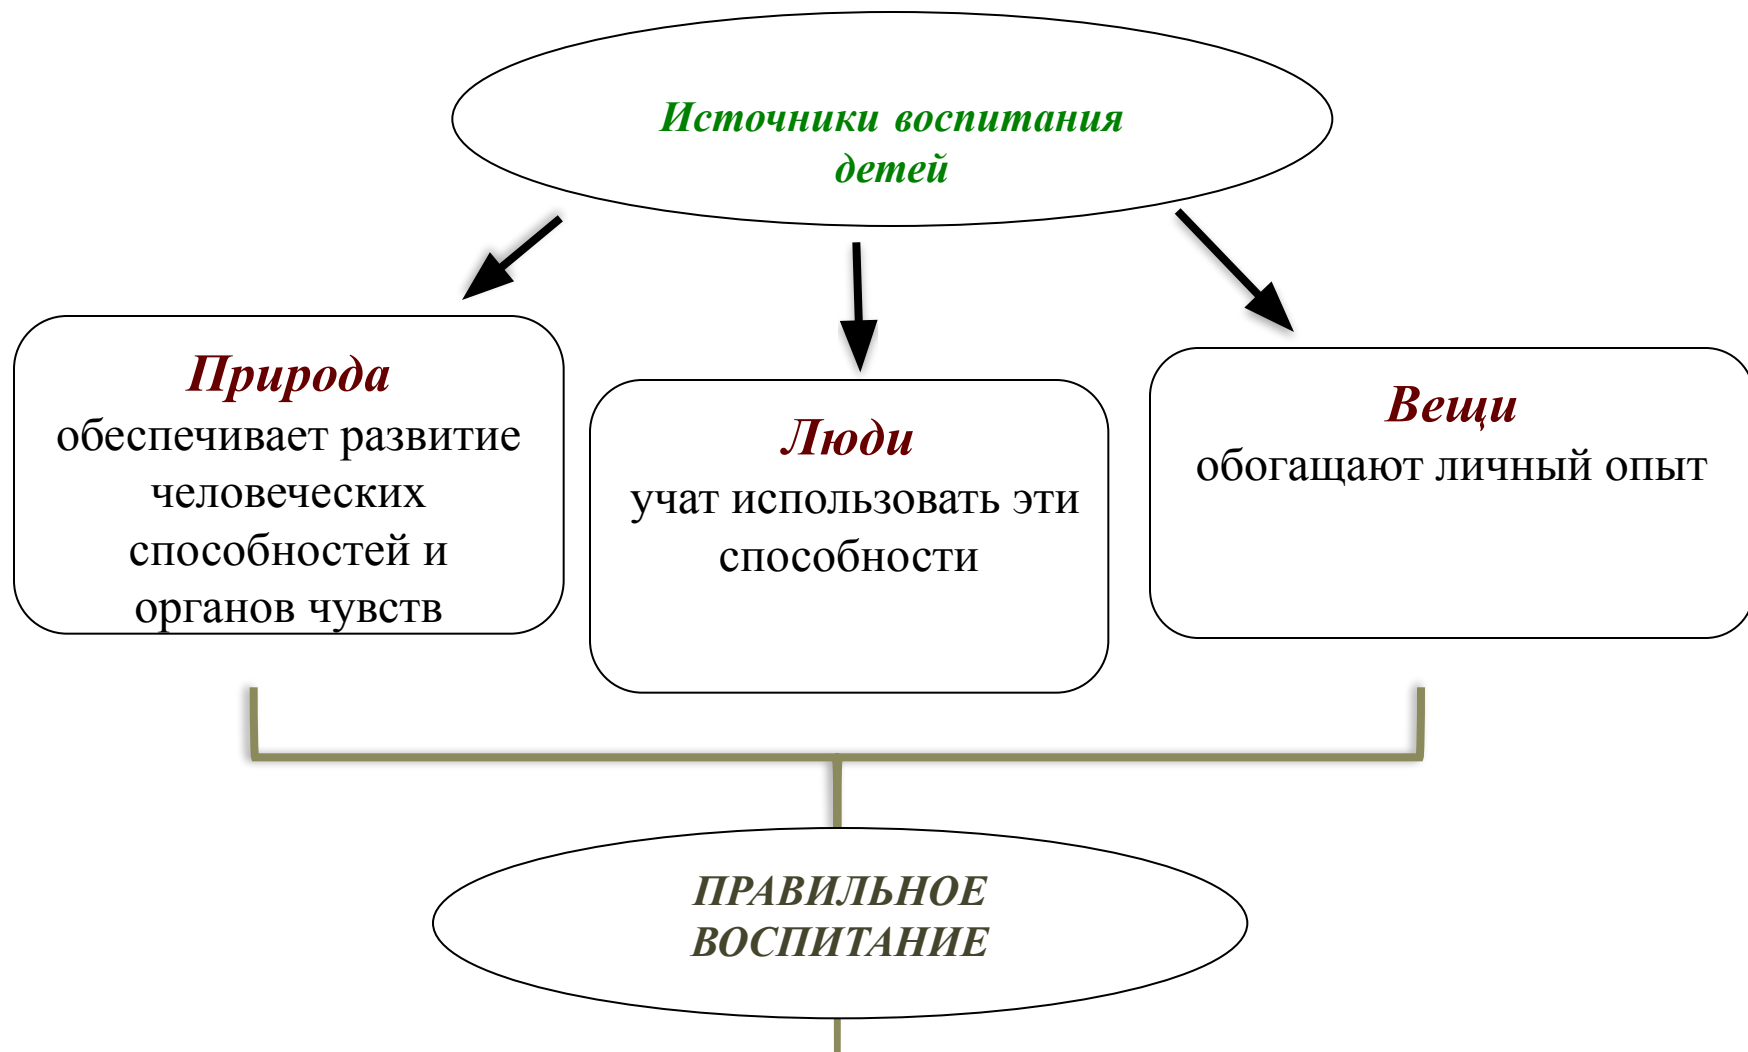 Источники воспитания
детей
Природа
обеспечивает развитие
человеческих
способностей и
органов чувств
Люди
учат использовать эти
способности
Вещи
обогащают личный опыт
ПРАВИЛЬНОЕ
ВОСПИТАНИЕ